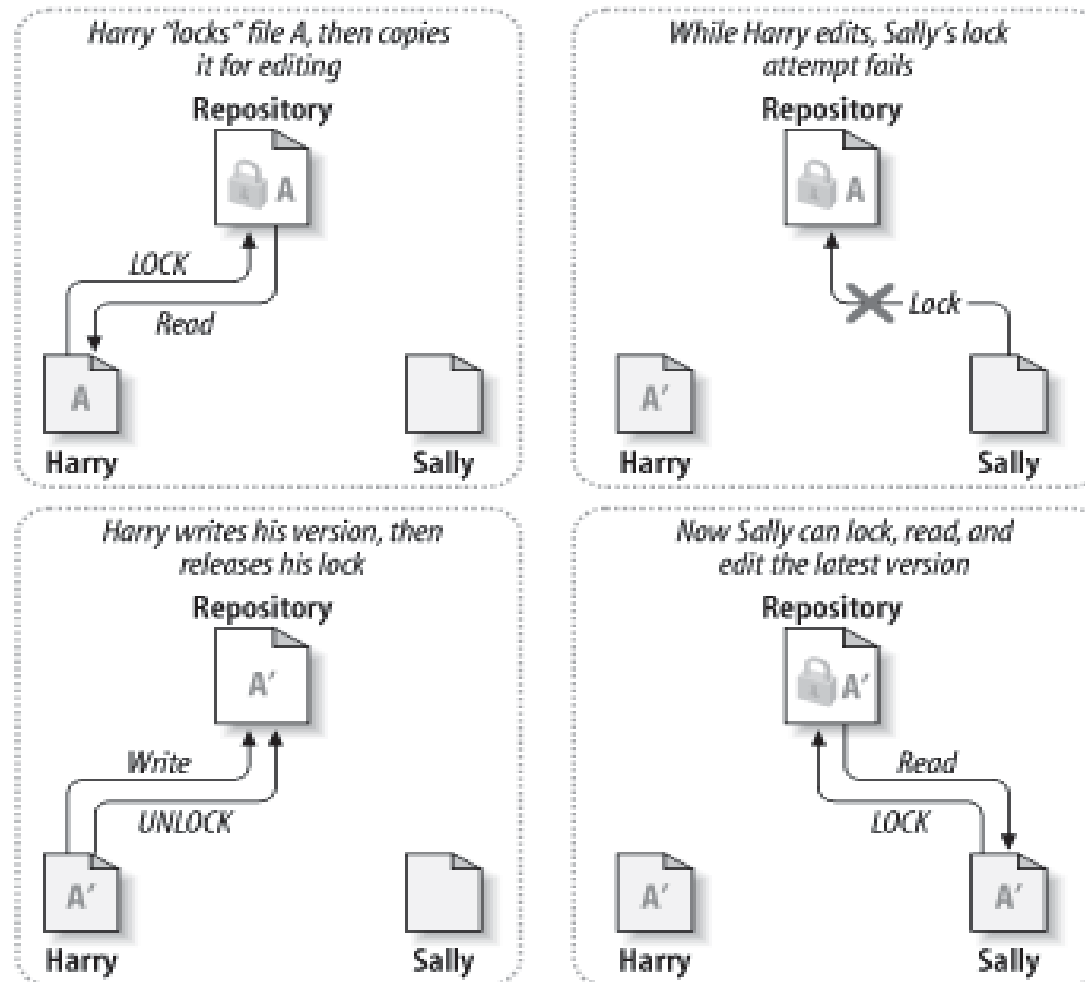 Harry "locks" file A, then copies
it for editing
Repository
A
LOCK
Read
A
Harry
Sally
While Harry edits, Sally's lock
attempt fails
Repository
A
Lock
A′
Harry
Sally
Harry writes his version, then
releases his lock
Repository
A′
Write
UNLOCK
A′
Harry
Sally
Now Sally can lock, read, and
edit the latest version
Repository
A′
Read
LOCK
A′
A′
Harry
Sally